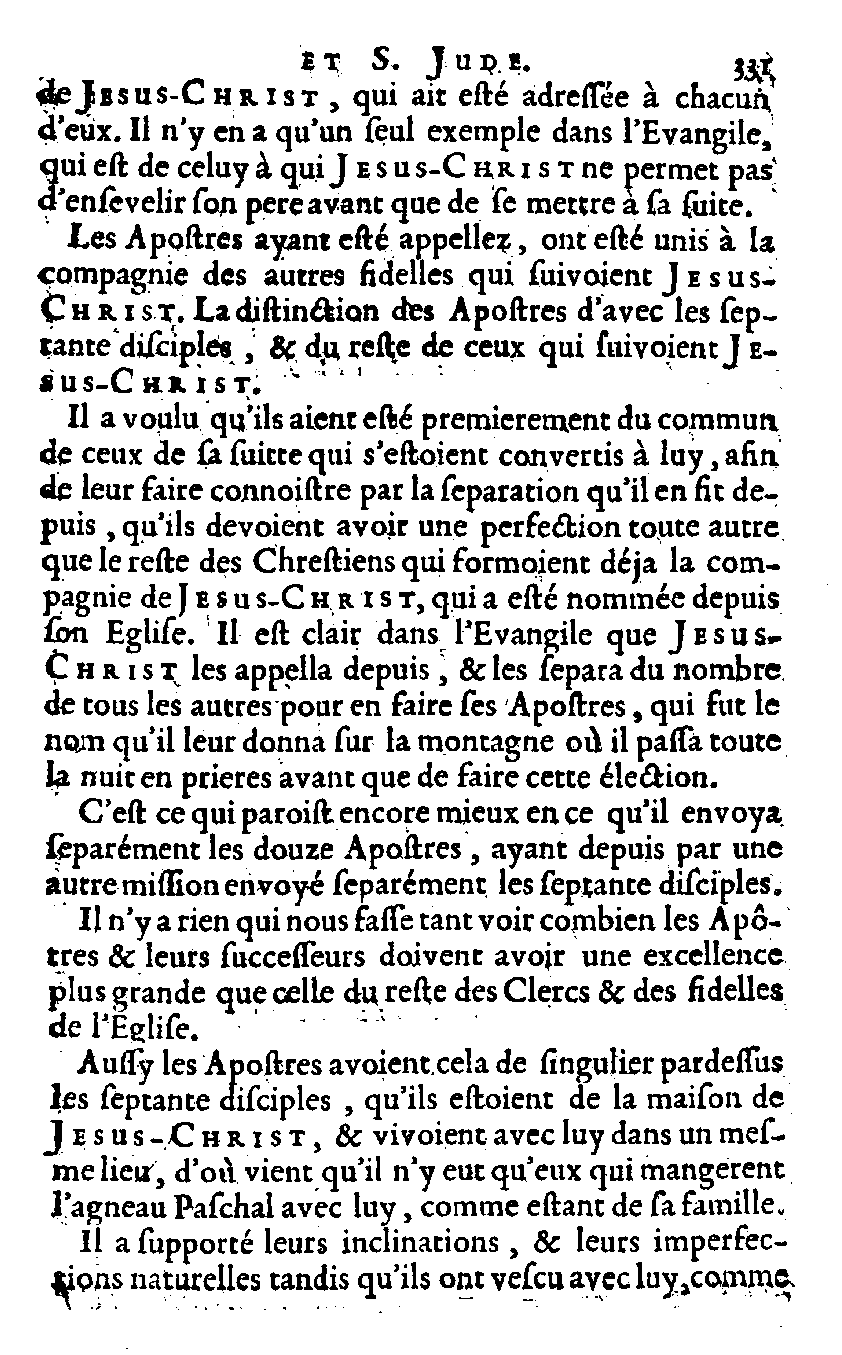 ET S. JUDE. 331
de JESUS-CHRIST, qui ait eſté adreſſée à chacun
d'eux. Il n'y en a qu'un ſeul exemple dans l'Evangile,
qui eſt de celuy à qui JESUS-CHRIST ne permet pas
d'enſevelir ſon pere avant que de ſe mettre à ſa ſuite.
Les Apoſtres ayant eſté appellez, ont eſté unis à la
compagnie des autres fidelles qui ſuivoient JESUS-
CHRIST. La diſtinction des Apoſtres d'avec les ſep-
tante diſciples, & du reſte de ceux qui ſuivoient JE-
SUS-CHRIST.
Il a voulu qu'ils aient eſté premierement du commun
de ceux de ſa ſuitte qui s'eſtoient convertis à luy, afin
de leur faire connoiſtre par la ſeparation qu'il en fit de-
puis, qu'ils devoient avoir une perfection toute autre
que le reſte des Chreſtiens qui formoient déja la com-
pagnie de JESUS-CHRIST, qui a eſté nommée depuis
ſon Egliſe. Il eſt clair dans l'Evangile que JESUS-
CHRIST les appella depuis, & les ſepara du nombre
de tous les autres pour en faire ſes Apoſtres, qui fut le
nom qu'il leur donna ſur la montagne où il paſſa toute
la nuit en prieres avant que de faire cette élection.
C'eſt ce qui paroiſt encore mieux en ce qu'il envoya
ſeparément les douze Apoſtres, ayant depuis par une
autre miſſion envoyé ſeparément les ſeptante diſciples.
Il n'y a rien qui nous faſſe tant voir combien les Apô-
tres & leurs ſucceſſeurs doivent avoir une excellence
plus grande que celle du reſte des Clercs & des fidelles
de l'Egliſe.
Auſſy les Apoſtres avoient cela de ſingulier pardeſſus
les ſeptante diſciples, qu'ils eſtoient de la maiſon de
JESUS-CHRIST, & vivoient avec luy dans un meſ-
me lieu, d'où vient qu'il n'y eut qu'eux qui mangerent
l'agneau Paſchal avec luy, comme eſtant de ſa famille.
Il a ſupporté leurs inclinations, & leurs imperfec-
tions naturelles tandis qu'ils ont veſcu avec luy, comme